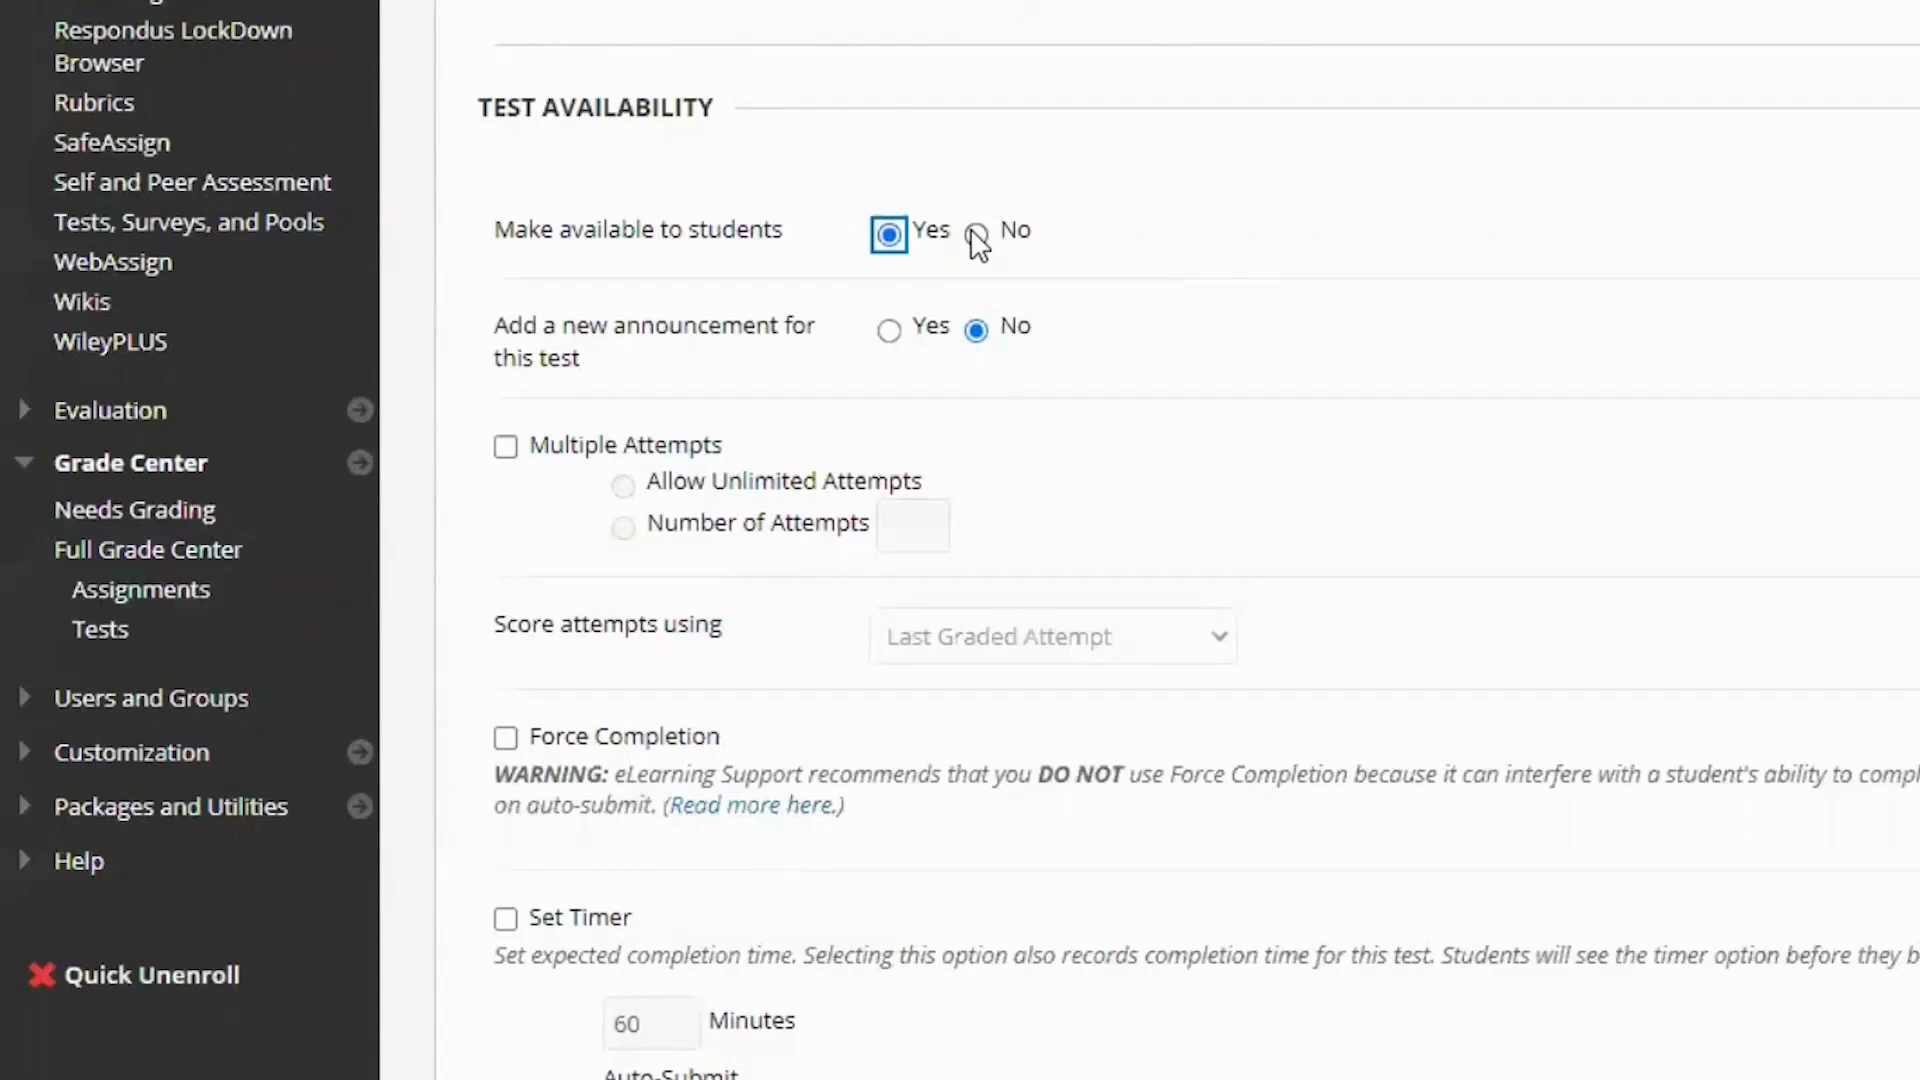 Respondus LockDown
Browser
Rubrics
SafeAssign
Self and Peer Assessment
Tests, Surveys, and Pools
WebAssign
Wikis
WileyPLUS
Evaluation
Grade Center
Needs Grading
Full Grade Center
Assignments
Tests
Users and Groups
Customization
Packages and Utilities
Help
Quick Unenroll
TEST AVAILABILITY
Make available to students Yes No
Add a new announcement for Yes No
this test
Multiple Attempts
Allow Unlimited Attempts
Number of Attempts
Score attempts using Last Graded Attempt
Force Completion
WARNING: eLearning Support recommends that you DO NOT use Force Completion because it can interfere with a student's ability to
on auto-submit. (Read more here.)
Set Timer
Set expected completion time. Selecting this option also records completion time for this test. Students will see the timer option before they
60 Minutes
Auto-Submit